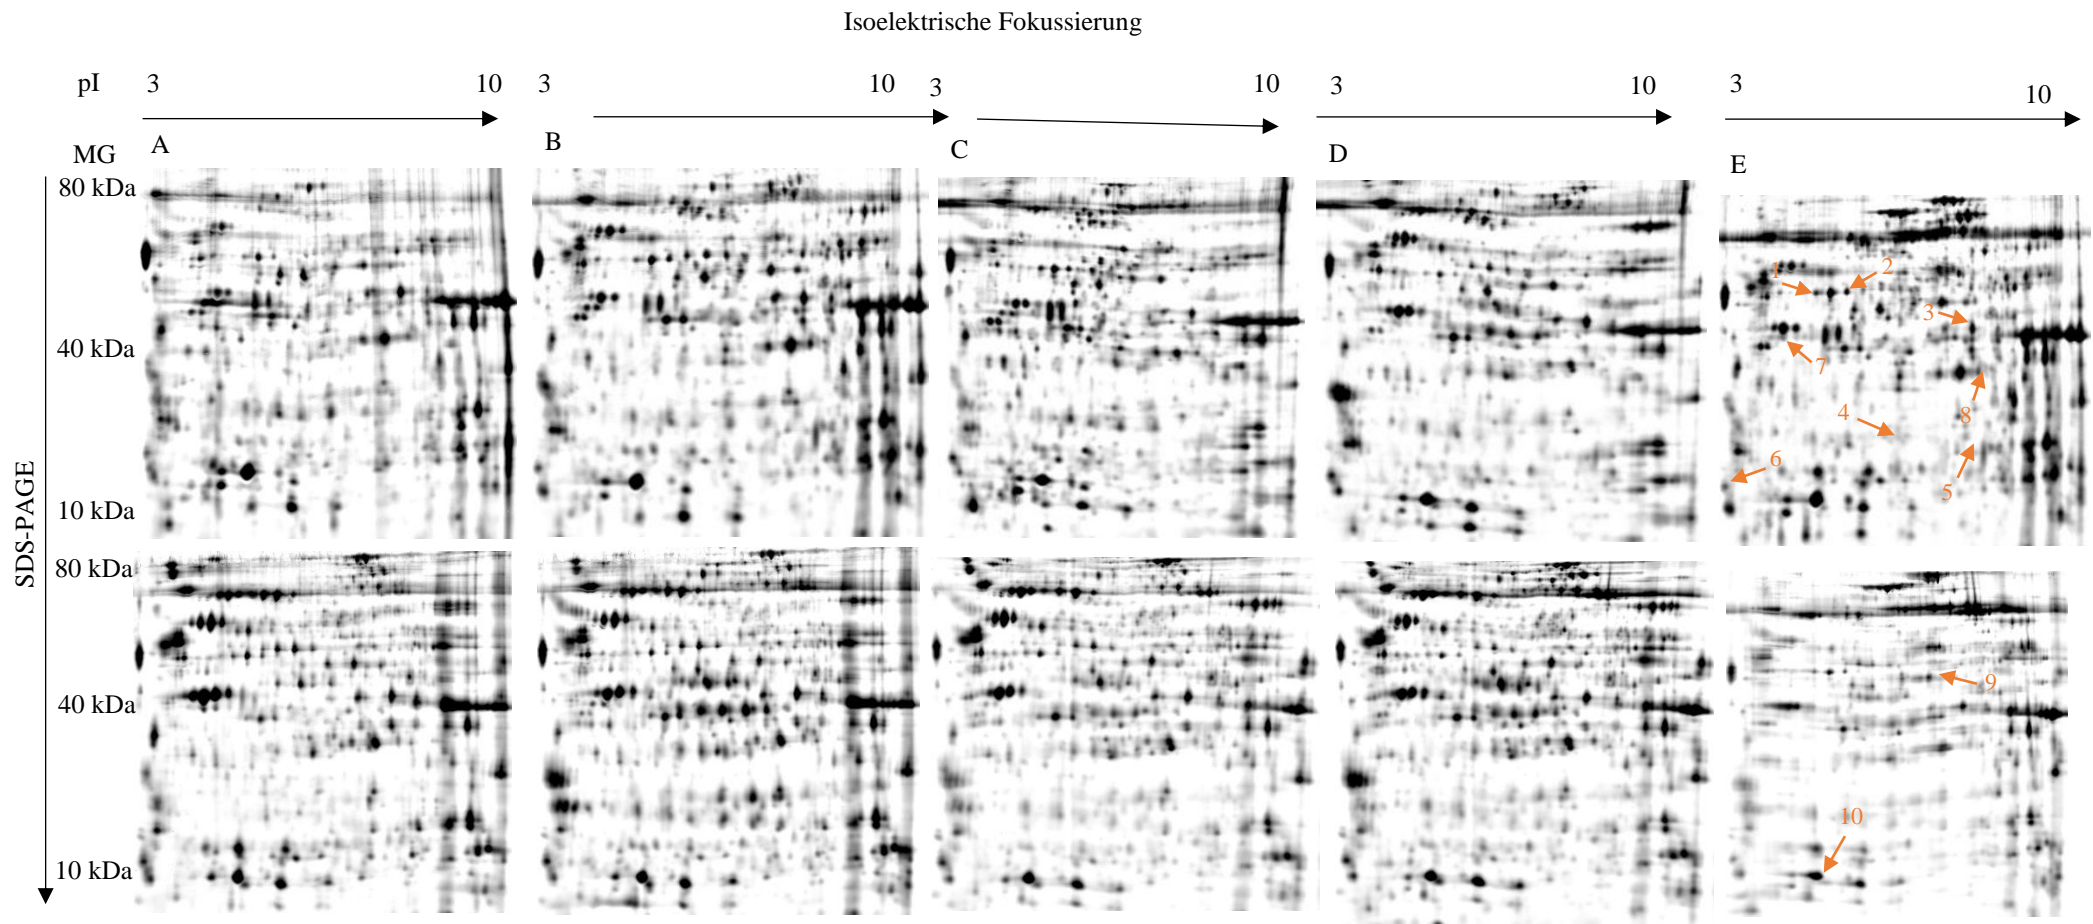 Isoelektrische Fokussierung
pI 3 10 3 10 3 10 3 10 3 10
A B C D E
MG
80 kDa
40 kDa
10 kDa
1 2
3
7
4 8
6
5
SDS-PAGE
80 kDa
40 kDa
10 kDa
9
10